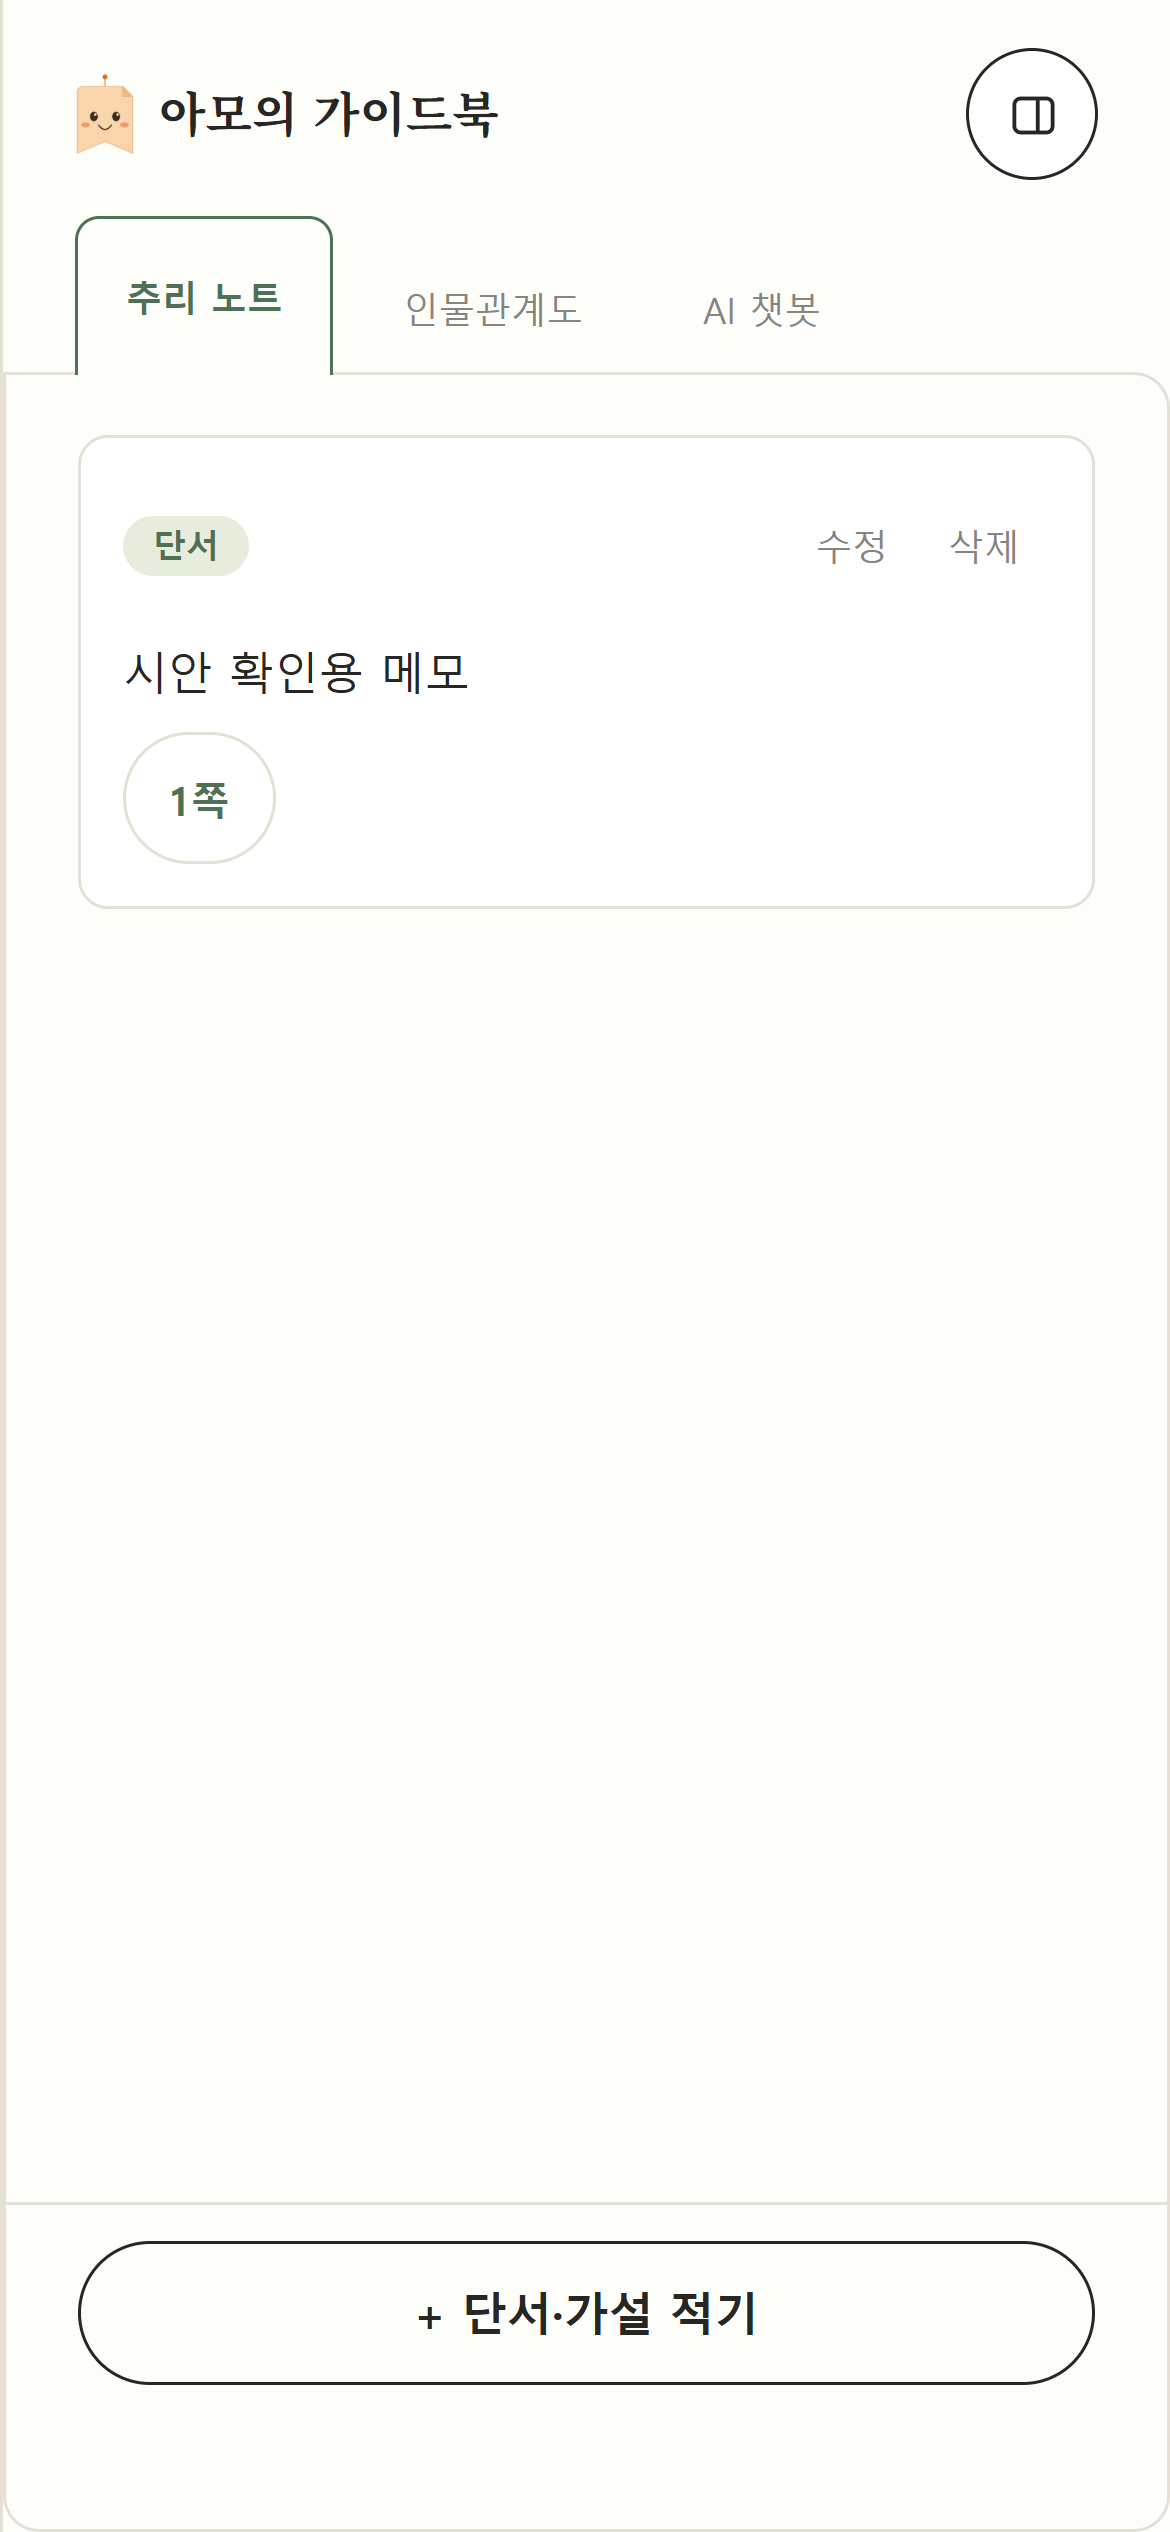 아모의 가이드북
추리 노트 인물관계도 AI 챗봇
단서 수정 삭제
시안 확인용 메모
1쪽
+ 단서·가설 적기